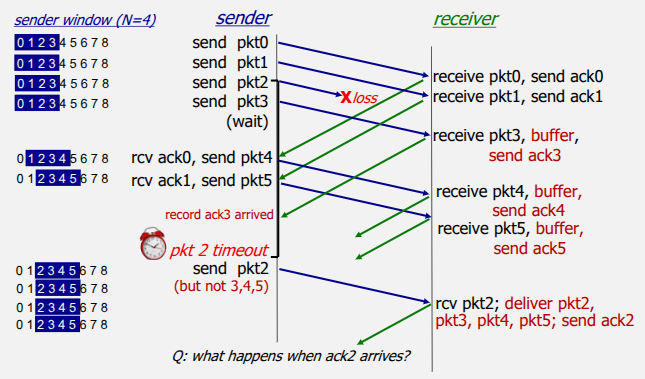 sender window (N=4)
sender
receiver
0 1 2 3 4 5 6 7 8
send pkt0
0 1 2 3 4 5 6 7 8
send pkt1
0 1 2 3 4 5 6 7 8
send pkt2
0 1 2 3 4 5 6 7 8
send pkt3
(wait)
X loss
receive pkt0, send ack0
receive pkt1, send ack1
receive pkt3, buffer,
send ack3
0 1 2 3 4 5 6 7 8
rcv ack0, send pkt4
0 1 2 3 4 5 6 7 8
rcv ack1, send pkt5
record ack3 arrived
receive pkt4, buffer,
send ack4
receive pkt5, buffer,
send ack5
pkt 2 timeout
0 1 2 3 4 5 6 7 8
send pkt2
0 1 2 3 4 5 6 7 8
(but not 3,4,5)
0 1 2 3 4 5 6 7 8
0 1 2 3 4 5 6 7 8
rcv pkt2; deliver pkt2,
pkt3, pkt4, pkt5; send ack2
Q: what happens when ack2 arrives?